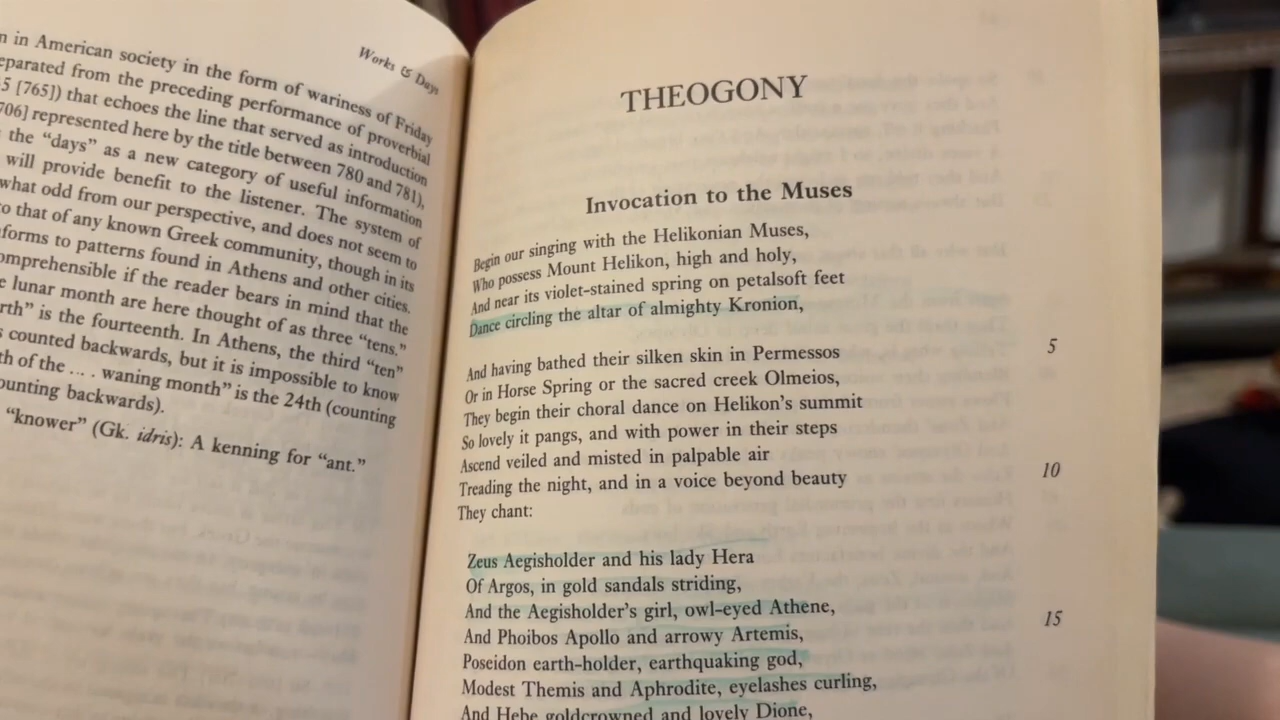 Works & Days
n in American society in the form of wariness of Friday
eparated from the preceding performance of proverbial
5 [765]) that echoes the line that served as introduction
706] represented here by the title between 780 and 781),
the “days” as a new category of useful information
will provide benefit to the listener. The system of
what odd from our perspective, and does not seem to
o that of any known Greek community, though in its
forms to patterns found in Athens and other cities.
omprehensible if the reader bears in mind that the
e lunar month are here thought of as three “tens.”
rth” is the fourteenth. In Athens, the third “ten”
s counted backwards, but it is impossible to know
th of the ... . waning month” is the 24th (counting
ounting backwards).
“knower” (Gk. idris): A kenning for “ant.”
THEOGONY
Invocation to the Muses
Begin our singing with the Helikonian Muses,
Who possess Mount Helikon, high and holy,
And near its violet-stained spring on petalsoft feet
Dance circling the altar of almighty Kronion,
And having bathed their silken skin in Permessos 5
Or in Horse Spring or the sacred creek Olmeios,
They begin their choral dance on Helikon’s summit
So lovely it pangs, and with power in their steps
Ascend veiled and misted in palpable air
Treading the night, and in a voice beyond beauty 10
They chant:
Zeus Aegisholder and his lady Hera
Of Argos, in gold sandals striding,
And the Aegisholder’s girl, owl-eyed Athene,
And Phoibos Apollo and arrowy Artemis, 15
Poseidon earth-holder, earthquaking god,
Modest Themis and Aphrodite, eyelashes curling,
And Hebe goldcrowned and lovely Dione,